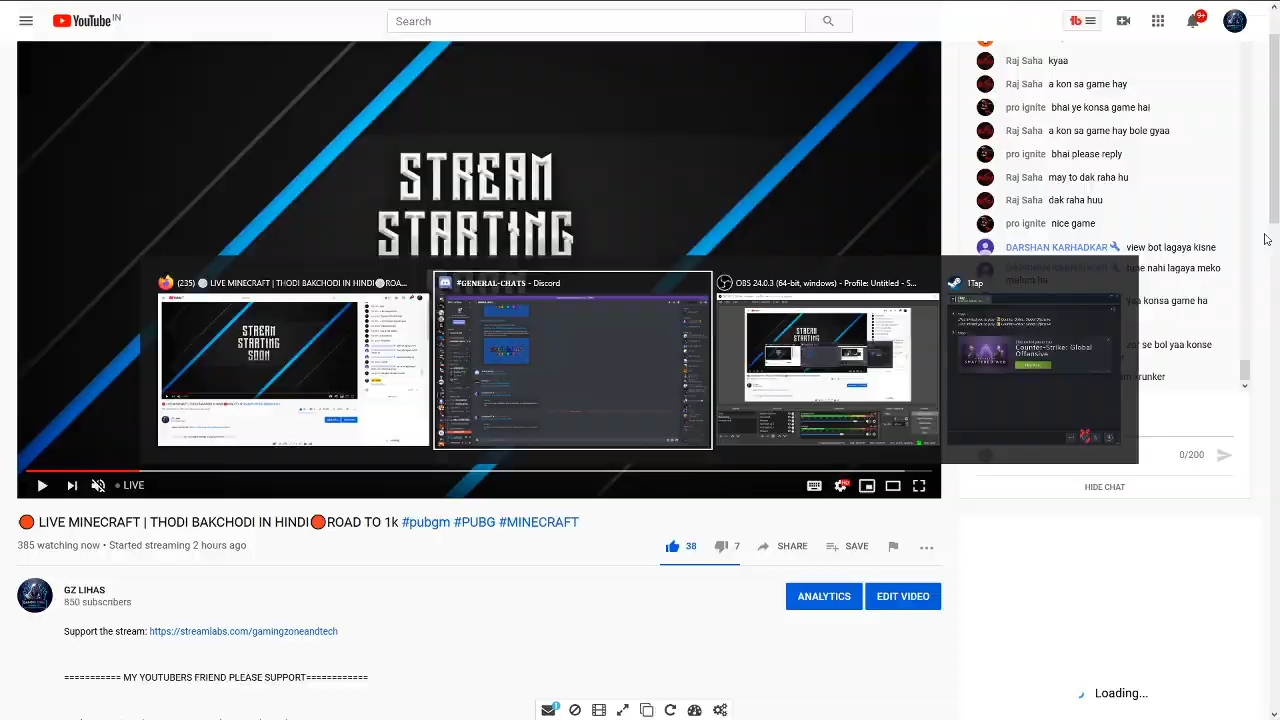 YouTube IN
Search
9+
STREAM
STARTING
Raj Saha kyaa
Raj Saha a kon sa game hay
pro ignite bhai ye konsa game hai
Raj Saha a kon sa game hay bole gyaa
pro ignite bhai please reply
Raj Saha may to dak raha hu
Raj Saha dak raha huu
pro ignite nice game
DARSHAN KARHADKAR view bot lagaya kisne
(235) LIVE MINECRAFT | THODI BAKCHODI IN HINDI🔴ROA...
#GENERAL-CHATS - Discord
OBS 24.0.3 (64-bit, windows) - Profile: Untitled - S...
1Tap
STREAM
STARTING
SOON
LIVE
0/200
HIDE CHAT
🔴 LIVE MINECRAFT | THODI BAKCHODI IN HINDI🔴ROAD TO 1k #pubgm #PUBG #MINECRAFT
385 watching now • Started streaming 2 hours ago
38 7 SHARE SAVE
GZ LIHAS
850 subscribers
ANALYTICS EDIT VIDEO
Support the stream: https://streamlabs.com/gamingzoneandtech
=========== MY YOUTUBERS FRIEND PLEASE SUPPORT============
Loading...